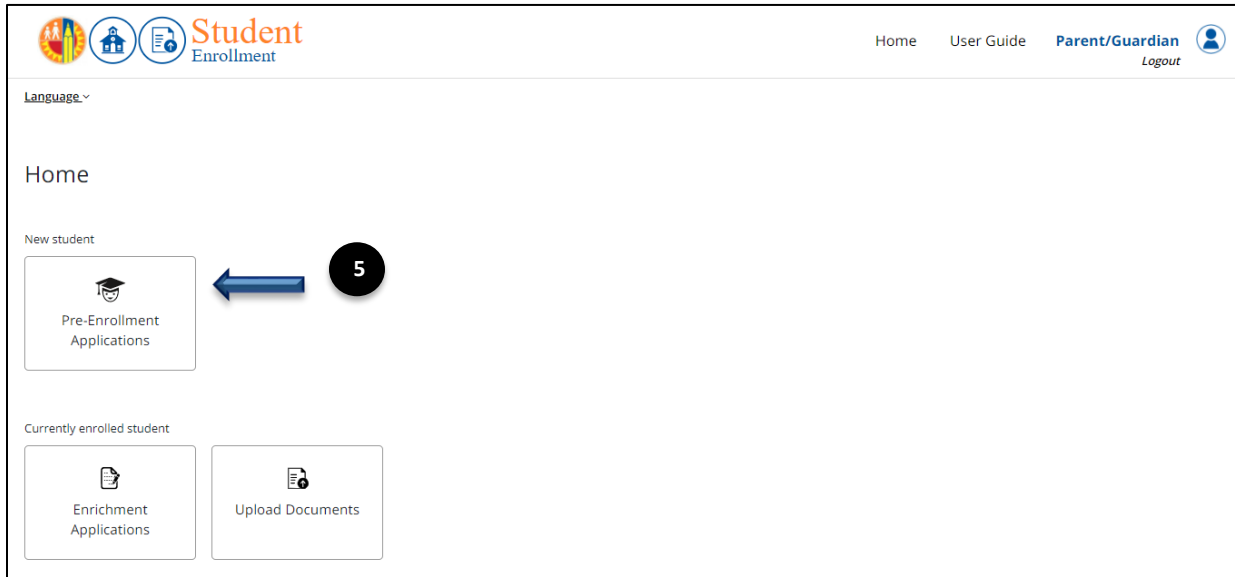 Student
Enrollment
Home User Guide Parent/Guardian
Logout
Language
Home
New student
5
Pre-Enrollment
Applications
Currently enrolled student
Enrichment
Applications
Upload Documents